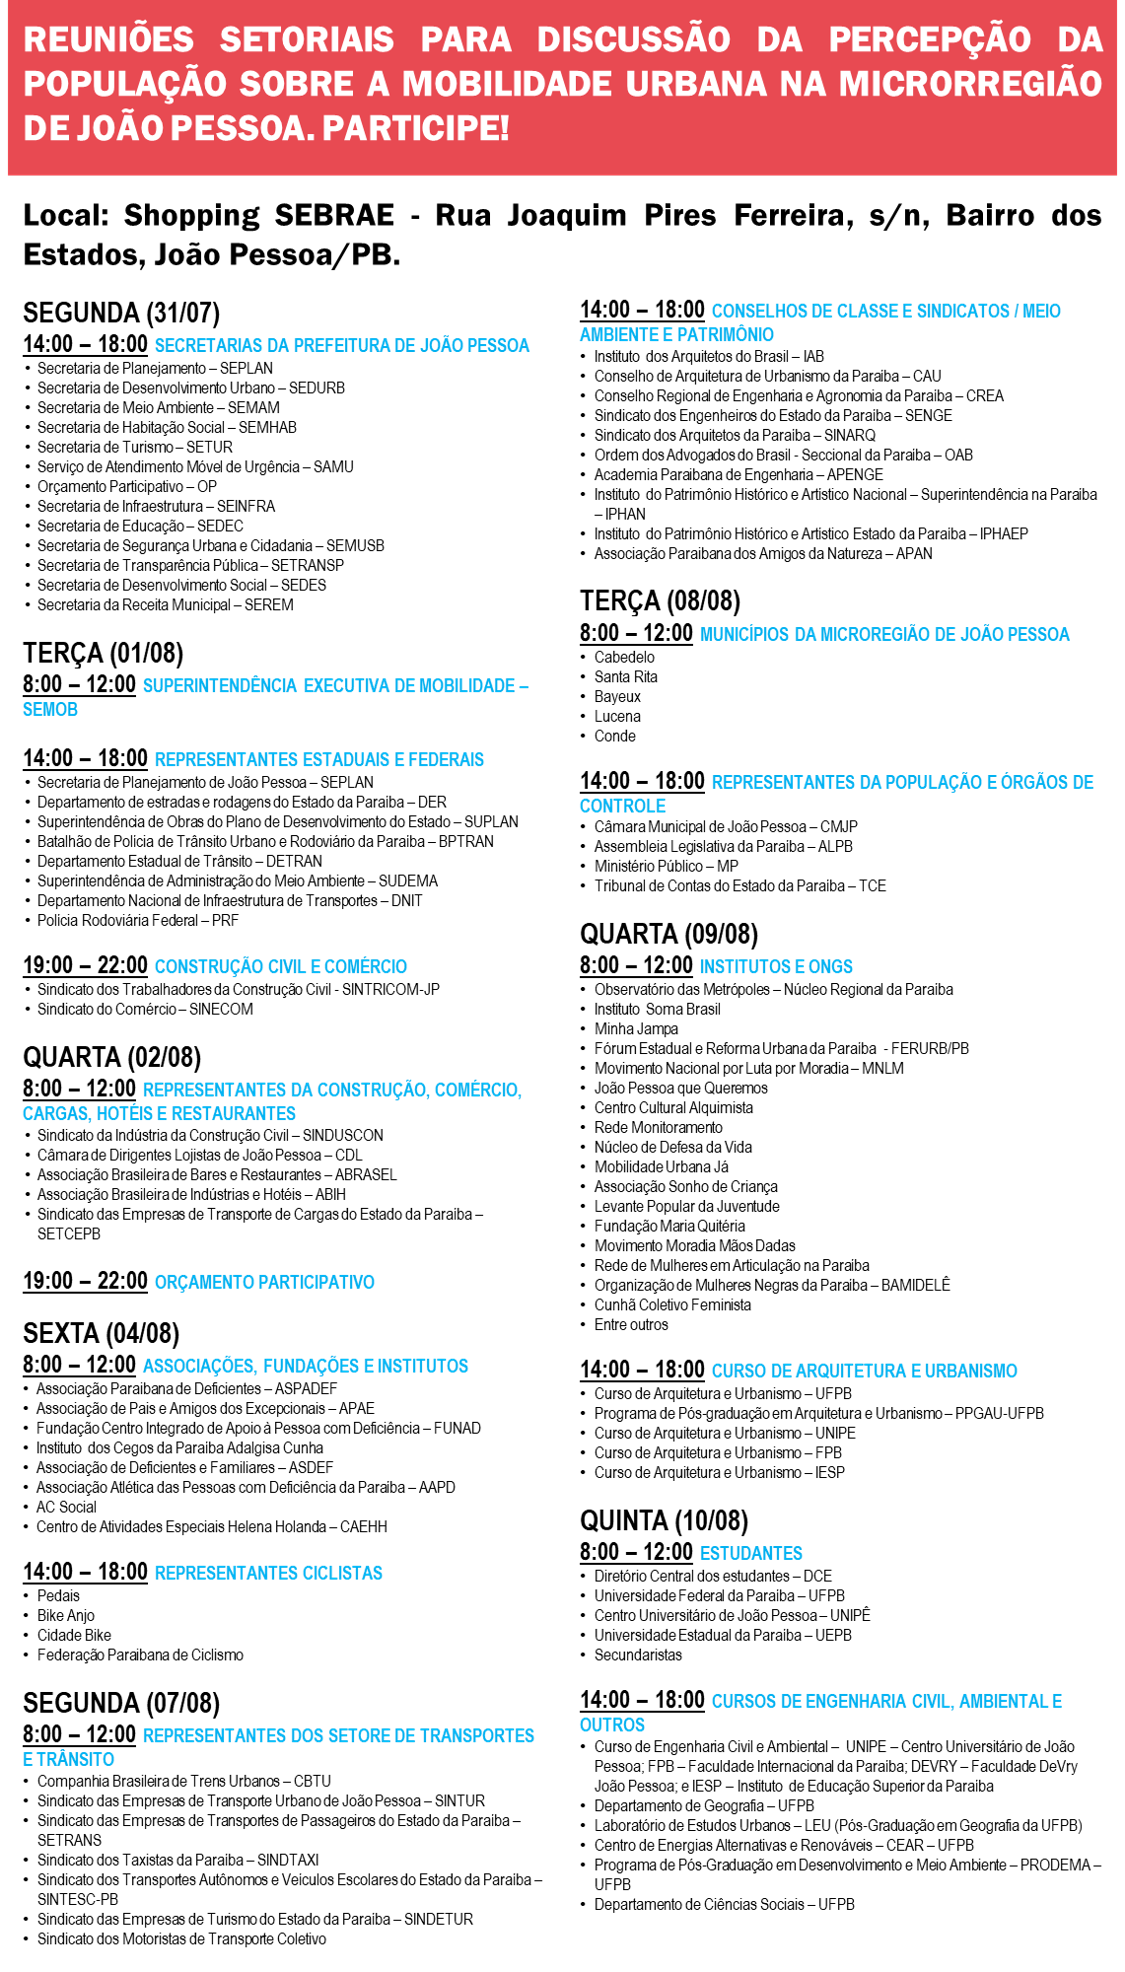 REUNIÕES SETORIAIS PARA DISCUSSÃO DA PERCEPÇÃO DA
POPULAÇÃO SOBRE A MOBILIDADE URBANA NA MICRORREGIÃO
DE JOÃO PESSOA. PARTICIPE!
Local: Shopping SEBRAE - Rua Joaquim Pires Ferreira, s/n, Bairro dos
Estados, João Pessoa/PB.
SEGUNDA (31/07)
14:00 – 18:00 SECRETARIAS DA PREFEITURA DE JOÃO PESSOA
• Secretaria de Planejamento – SEPLAN
• Secretaria de Desenvolvimento Urbano – SEDURB
• Secretaria de Meio Ambiente – SEMAM
• Secretaria de Habitação Social – SEMHAB
• Secretaria de Turismo – SETUR
• Serviço de Atendimento Móvel de Urgência – SAMU
• Orçamento Participativo – OP
• Secretaria de Infraestrutura – SEINFRA
• Secretaria de Educação – SEDEC
• Secretaria de Segurança Urbana e Cidadania – SEMUSB
• Secretaria de Transparência Pública – SETRANSP
• Secretaria de Desenvolvimento Social – SEDES
• Secretaria da Receita Municipal – SEREM
TERÇA (01/08)
8:00 – 12:00 SUPERINTENDÊNCIA EXECUTIVA DE MOBILIDADE –
SEMOB
14:00 – 18:00 REPRESENTANTES ESTADUAIS E FEDERAIS
• Secretaria de Planejamento de João Pessoa – SEPLAN
• Departamento de estradas e rodagens do Estado da Paraíba – DER
• Superintendência de Obras do Plano de Desenvolvimento do Estado – SUPLAN
• Batalhão de Polícia de Trânsito Urbano e Rodoviário da Paraíba – BPTRAN
• Departamento Estadual de Trânsito – DETRAN
• Superintendência de Administração do Meio Ambiente – SUDEMA
• Departamento Nacional de Infraestrutura de Transportes – DNIT
• Polícia Rodoviária Federal – PRF
19:00 – 22:00 CONSTRUÇÃO CIVIL E COMÉRCIO
• Sindicato dos Trabalhadores da Construção Civil - SINTRICOM-JP
• Sindicato do Comércio – SINECOM
QUARTA (02/08)
8:00 – 12:00 REPRESENTANTES DA CONSTRUÇÃO, COMÉRCIO,
CARGAS, HOTÉIS E RESTAURANTES
• Sindicato da Indústria da Construção Civil – SINDUSCON
• Câmara de Dirigentes Lojistas de João Pessoa – CDL
• Associação Brasileira de Bares e Restaurantes – ABRASEL
• Associação Brasileira de Indústrias e Hotéis – ABIH
• Sindicato das Empresas de Transporte de Cargas do Estado da Paraíba –
SETCEPB
19:00 – 22:00 ORÇAMENTO PARTICIPATIVO
SEXTA (04/08)
8:00 – 12:00 ASSOCIAÇÕES, FUNDAÇÕES E INSTITUTOS
• Associação Paraibana de Deficientes – ASPADEF
• Associação de Pais e Amigos dos Excepcionais – APAE
• Fundação Centro Integrado de Apoio à Pessoa com Deficiência – FUNAD
• Instituto dos Cegos da Paraíba Adalgisa Cunha
• Associação de Deficientes e Familiares – ASDEF
• Associação Atlética das Pessoas com Deficiência da Paraíba – AAPD
• AC Social
• Centro de Atividades Especiais Helena Holanda – CAEHH
14:00 – 18:00 REPRESENTANTES CICLISTAS
• Pedais
• Bike Anjo
• Cidade Bike
• Federação Paraibana de Ciclismo
SEGUNDA (07/08)
8:00 – 12:00 REPRESENTANTES DOS SETORE DE TRANSPORTES
E TRÂNSITO
• Companhia Brasileira de Trens Urbanos – CBTU
• Sindicato das Empresas de Transporte Urbano de João Pessoa – SINTUR
• Sindicato das Empresas de Transportes de Passageiros do Estado da Paraíba –
SETRANS
• Sindicato dos Taxistas da Paraíba – SINDTAXI
• Sindicato dos Transportes Autônomos e Veículos Escolares do Estado da Paraíba –
SINTESC-PB
• Sindicato das Empresas de Turismo do Estado da Paraíba – SINDETUR
• Sindicato dos Motoristas de Transporte Coletivo
14:00 – 18:00 CONSELHOS DE CLASSE E SINDICATOS / MEIO
AMBIENTE E PATRIMÔNIO
• Instituto dos Arquitetos do Brasil – IAB
• Conselho de Arquitetura de Urbanismo da Paraíba – CAU
• Conselho Regional de Engenharia e Agronomia da Paraíba – CREA
• Sindicato dos Engenheiros do Estado da Paraíba – SENGE
• Sindicato dos Arquitetos da Paraíba – SINARQ
• Ordem dos Advogados do Brasil - Seccional da Paraíba – OAB
• Academia Paraibana de Engenharia – APENGE
• Instituto do Patrimônio Histórico e Artístico Nacional – Superintendência na Paraíba
– IPHAN
• Instituto do Patrimônio Histórico e Artístico Estado da Paraíba – IPHAEP
• Associação Paraibana dos Amigos da Natureza – APAN
TERÇA (08/08)
8:00 – 12:00 MUNICÍPIOS DA MICROREGIÃO DE JOÃO PESSOA
• Cabedelo
• Santa Rita
• Bayeux
• Lucena
• Conde
14:00 – 18:00 REPRESENTANTES DA POPULAÇÃO E ÓRGÃOS DE
CONTROLE
• Câmara Municipal de João Pessoa – CMJP
• Assembleia Legislativa da Paraíba – ALPB
• Ministério Público – MP
• Tribunal de Contas do Estado da Paraíba – TCE
QUARTA (09/08)
8:00 – 12:00 INSTITUTOS E ONGS
• Observatório das Metrópoles – Núcleo Regional da Paraíba
• Instituto Soma Brasil
• Minha Jampa
• Fórum Estadual e Reforma Urbana da Paraíba - FERURB/PB
• Movimento Nacional por Luta por Moradia – MNLM
• João Pessoa que Queremos
• Centro Cultural Alquimista
• Rede Monitoramento
• Núcleo de Defesa da Vida
• Mobilidade Urbana Já
• Associação Sonho de Criança
• Levante Popular da Juventude
• Fundação Maria Quitéria
• Movimento Moradia Mãos Dadas
• Rede de Mulheres em Articulação na Paraíba
• Organização de Mulheres Negras da Paraíba – BAMIDELÊ
• Cunhã Coletivo Feminista
• Entre outros
14:00 – 18:00 CURSO DE ARQUITETURA E URBANISMO
• Curso de Arquitetura e Urbanismo – UFPB
• Programa de Pós-graduação em Arquitetura e Urbanismo – PPGAU-UFPB
• Curso de Arquitetura e Urbanismo – UNIPE
• Curso de Arquitetura e Urbanismo – FPB
• Curso de Arquitetura e Urbanismo – IESP
QUINTA (10/08)
8:00 – 12:00 ESTUDANTES
• Diretório Central dos estudantes – DCE
• Universidade Federal da Paraíba – UFPB
• Centro Universitário de João Pessoa – UNIPÊ
• Universidade Estadual da Paraíba – UEPB
• Secundaristas
14:00 – 18:00 CURSOS DE ENGENHARIA CIVIL, AMBIENTAL E
OUTROS
• Curso de Engenharia Civil e Ambiental – UNIPE – Centro Universitário de João
Pessoa; FPB – Faculdade Internacional da Paraíba; DEVRY – Faculdade DeVry
João Pessoa; e IESP – Instituto de Educação Superior da Paraíba
• Departamento de Geografia – UFPB
• Laboratório de Estudos Urbanos – LEU (Pós-Graduação em Geografia da UFPB)
• Centro de Energias Alternativas e Renováveis – CEAR – UFPB
• Programa de Pós-Graduação em Desenvolvimento e Meio Ambiente – PRODEMA –
UFPB
• Departamento de Ciências Sociais – UFPB